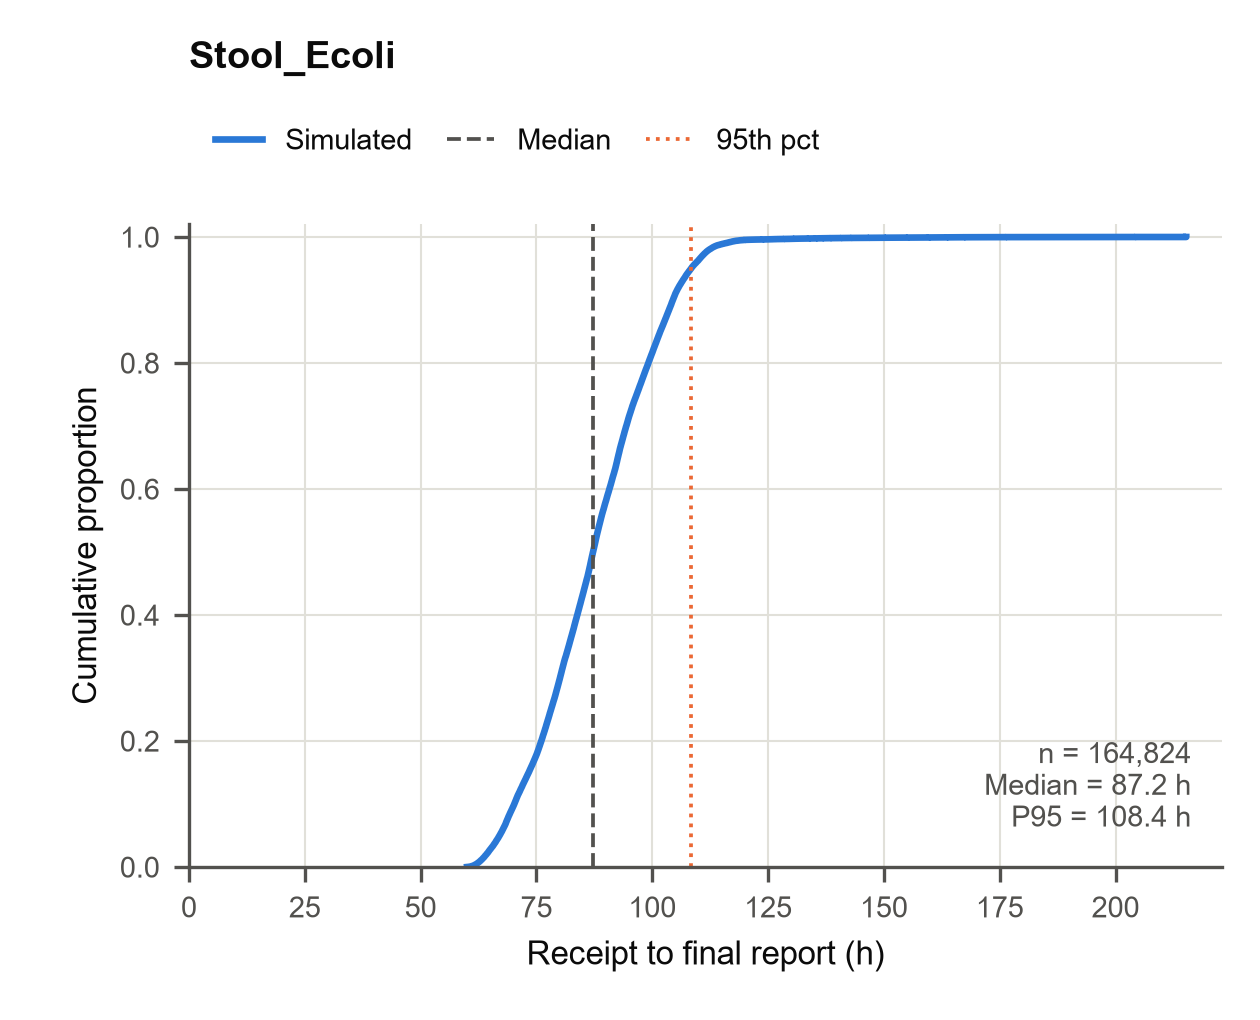 Stool_Ecoli
Simulated Median 95th pct
1.0
0.8
0.6
0.4
0.2
0.0
Cumulative proportion
n = 164,824
Median = 87.2 h
P95 = 108.4 h
0 25 50 75 100 125 150 175 200
Receipt to final report (h)